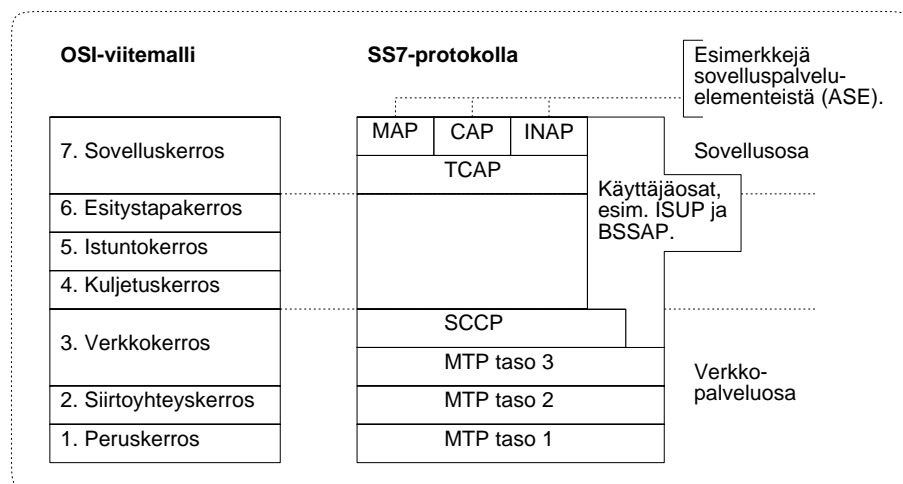 OSI-viitemalli
SS7-protokolla
Esimerkkejä
sovelluspalvelu-
elementeistä (ASE).
7. Sovelluskerros
6. Esitystapakerros
5. Istuntokerros
4. Kuljetuskerros
3. Verkkokerros
2. Siirtoyhteyskerros
1. Peruskerros
MAP
CAP
INAP
TCAP
Käyttäjäosat,
esim. ISUP ja
BSSAP.
SCCP
MTP taso 3
MTP taso 2
MTP taso 1
Sovellusosa
Verkko-
palveluosa